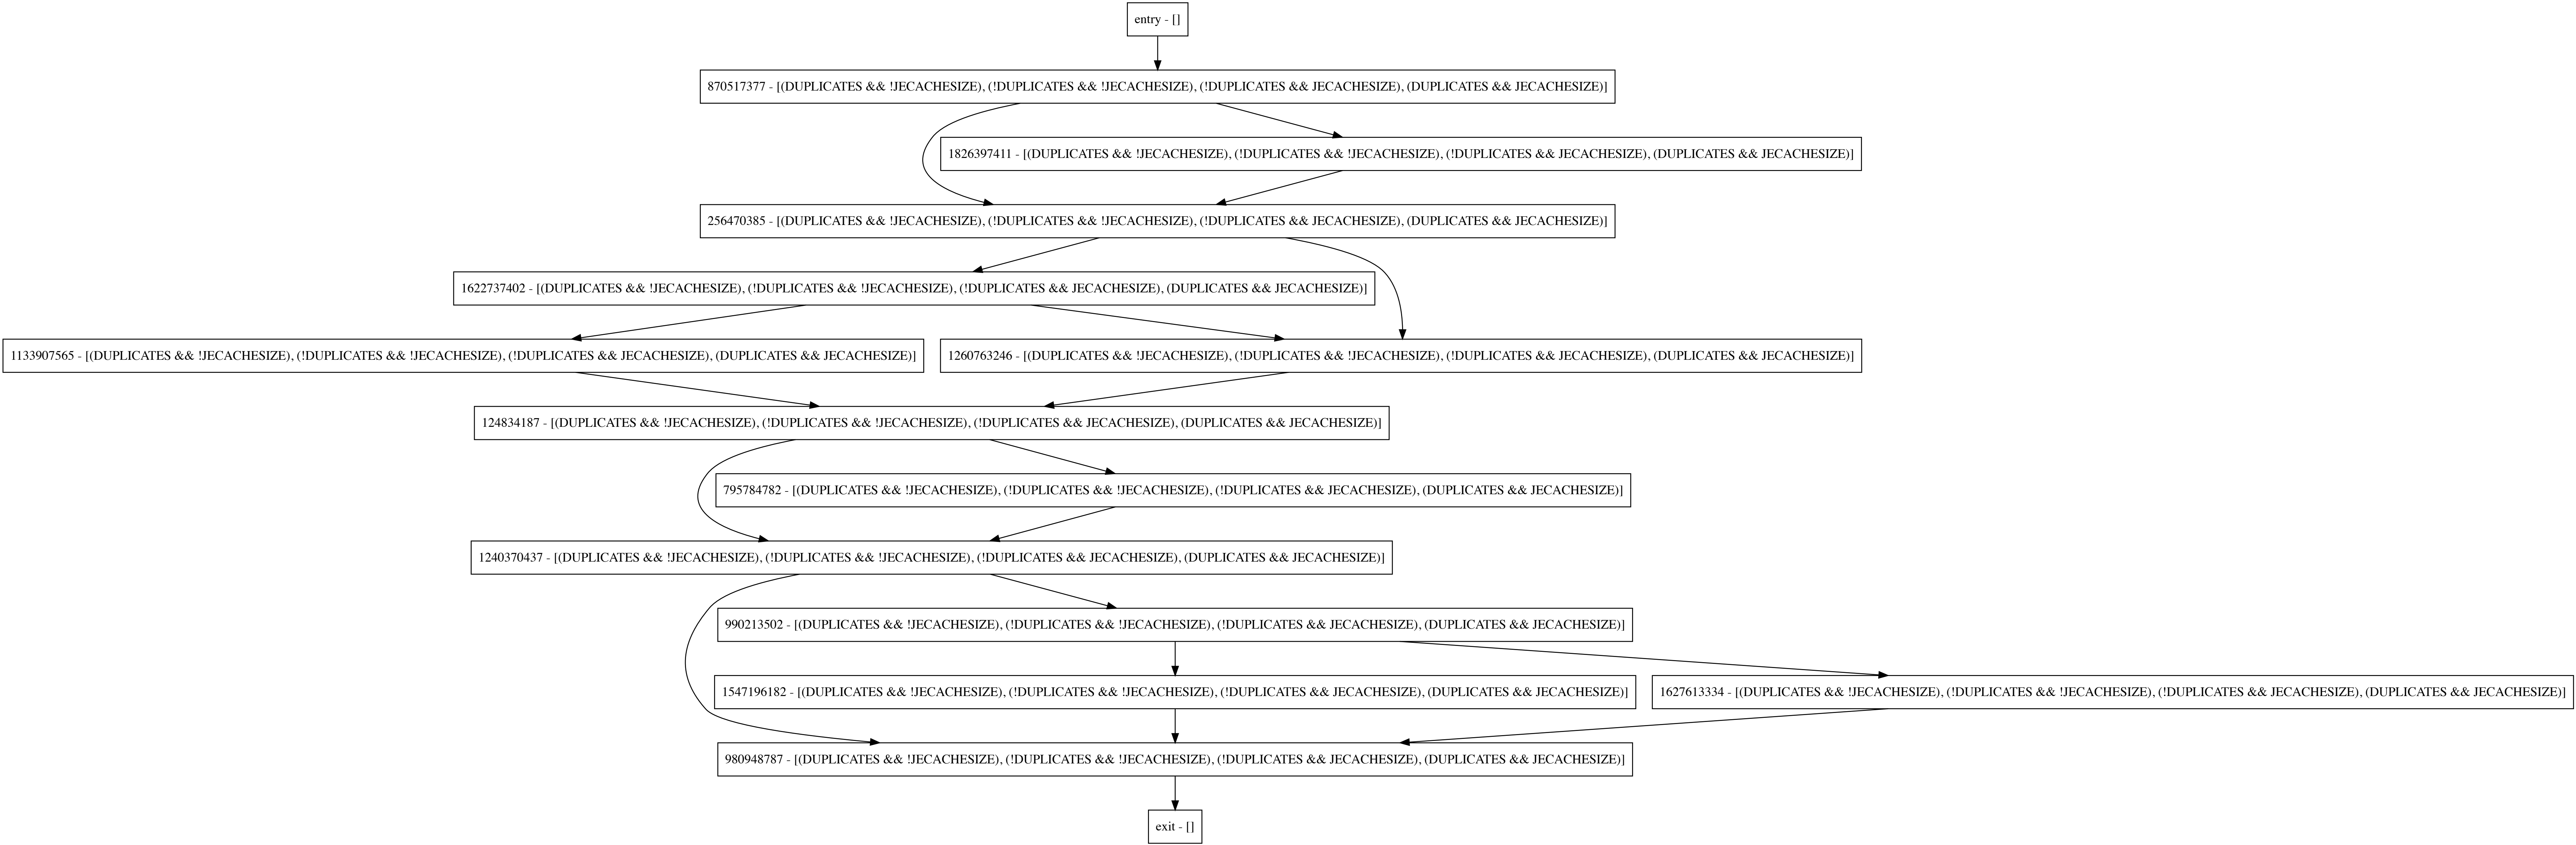 entry - []
870517377 - [(DUPLICATES && !JECACHESIZE), (!DUPLICATES && !JECACHESIZE), (!DUPLICATES && JECACHESIZE), (DUPLICATES && JECACHESIZE)]
1826397411 - [(DUPLICATES && !JECACHESIZE), (!DUPLICATES && !JECACHESIZE), (!DUPLICATES && JECACHESIZE), (DUPLICATES && JECACHESIZE)]
256470385 - [(DUPLICATES && !JECACHESIZE), (!DUPLICATES && !JECACHESIZE), (!DUPLICATES && JECACHESIZE), (DUPLICATES && JECACHESIZE)]
1622737402 - [(DUPLICATES && !JECACHESIZE), (!DUPLICATES && !JECACHESIZE), (!DUPLICATES && JECACHESIZE), (DUPLICATES && JECACHESIZE)]
1133907565 - [(DUPLICATES && !JECACHESIZE), (!DUPLICATES && !JECACHESIZE), (!DUPLICATES && JECACHESIZE), (DUPLICATES && JECACHESIZE)]
1260763246 - [(DUPLICATES && !JECACHESIZE), (!DUPLICATES && !JECACHESIZE), (!DUPLICATES && JECACHESIZE), (DUPLICATES && JECACHESIZE)]
124834187 - [(DUPLICATES && !JECACHESIZE), (!DUPLICATES && !JECACHESIZE), (!DUPLICATES && JECACHESIZE), (DUPLICATES && JECACHESIZE)]
795784782 - [(DUPLICATES && !JECACHESIZE), (!DUPLICATES && !JECACHESIZE), (!DUPLICATES && JECACHESIZE), (DUPLICATES && JECACHESIZE)]
1240370437 - [(DUPLICATES && !JECACHESIZE), (!DUPLICATES && !JECACHESIZE), (!DUPLICATES && JECACHESIZE), (DUPLICATES && JECACHESIZE)]
990213502 - [(DUPLICATES && !JECACHESIZE), (!DUPLICATES && !JECACHESIZE), (!DUPLICATES && JECACHESIZE), (DUPLICATES && JECACHESIZE)]
1547196182 - [(DUPLICATES && !JECACHESIZE), (!DUPLICATES && !JECACHESIZE), (!DUPLICATES && JECACHESIZE), (DUPLICATES && JECACHESIZE)]
1627613334 - [(DUPLICATES && !JECACHESIZE), (!DUPLICATES && !JECACHESIZE), (!DUPLICATES && JECACHESIZE), (DUPLICATES && JECACHESIZE)]
980948787 - [(DUPLICATES && !JECACHESIZE), (!DUPLICATES && !JECACHESIZE), (!DUPLICATES && JECACHESIZE), (DUPLICATES && JECACHESIZE)]
exit - []